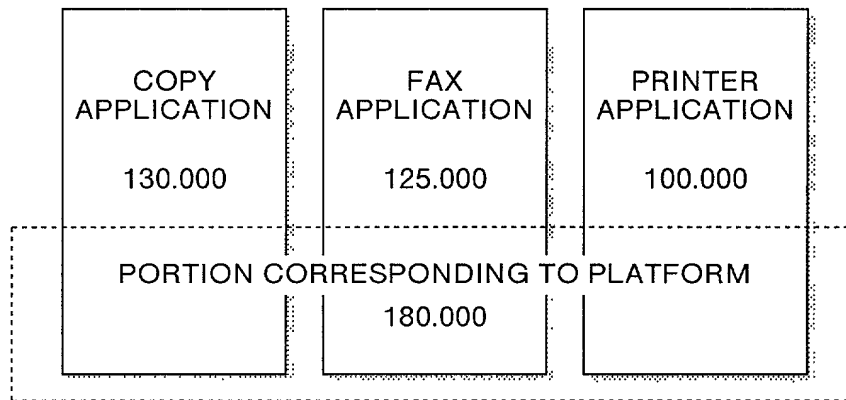 COPY
APPLICATION
FAX
APPLICATION
PRINTER
APPLICATION
130.000
125.000
100.000
PORTION CORRESPONDING TO PLATFORM
180.000